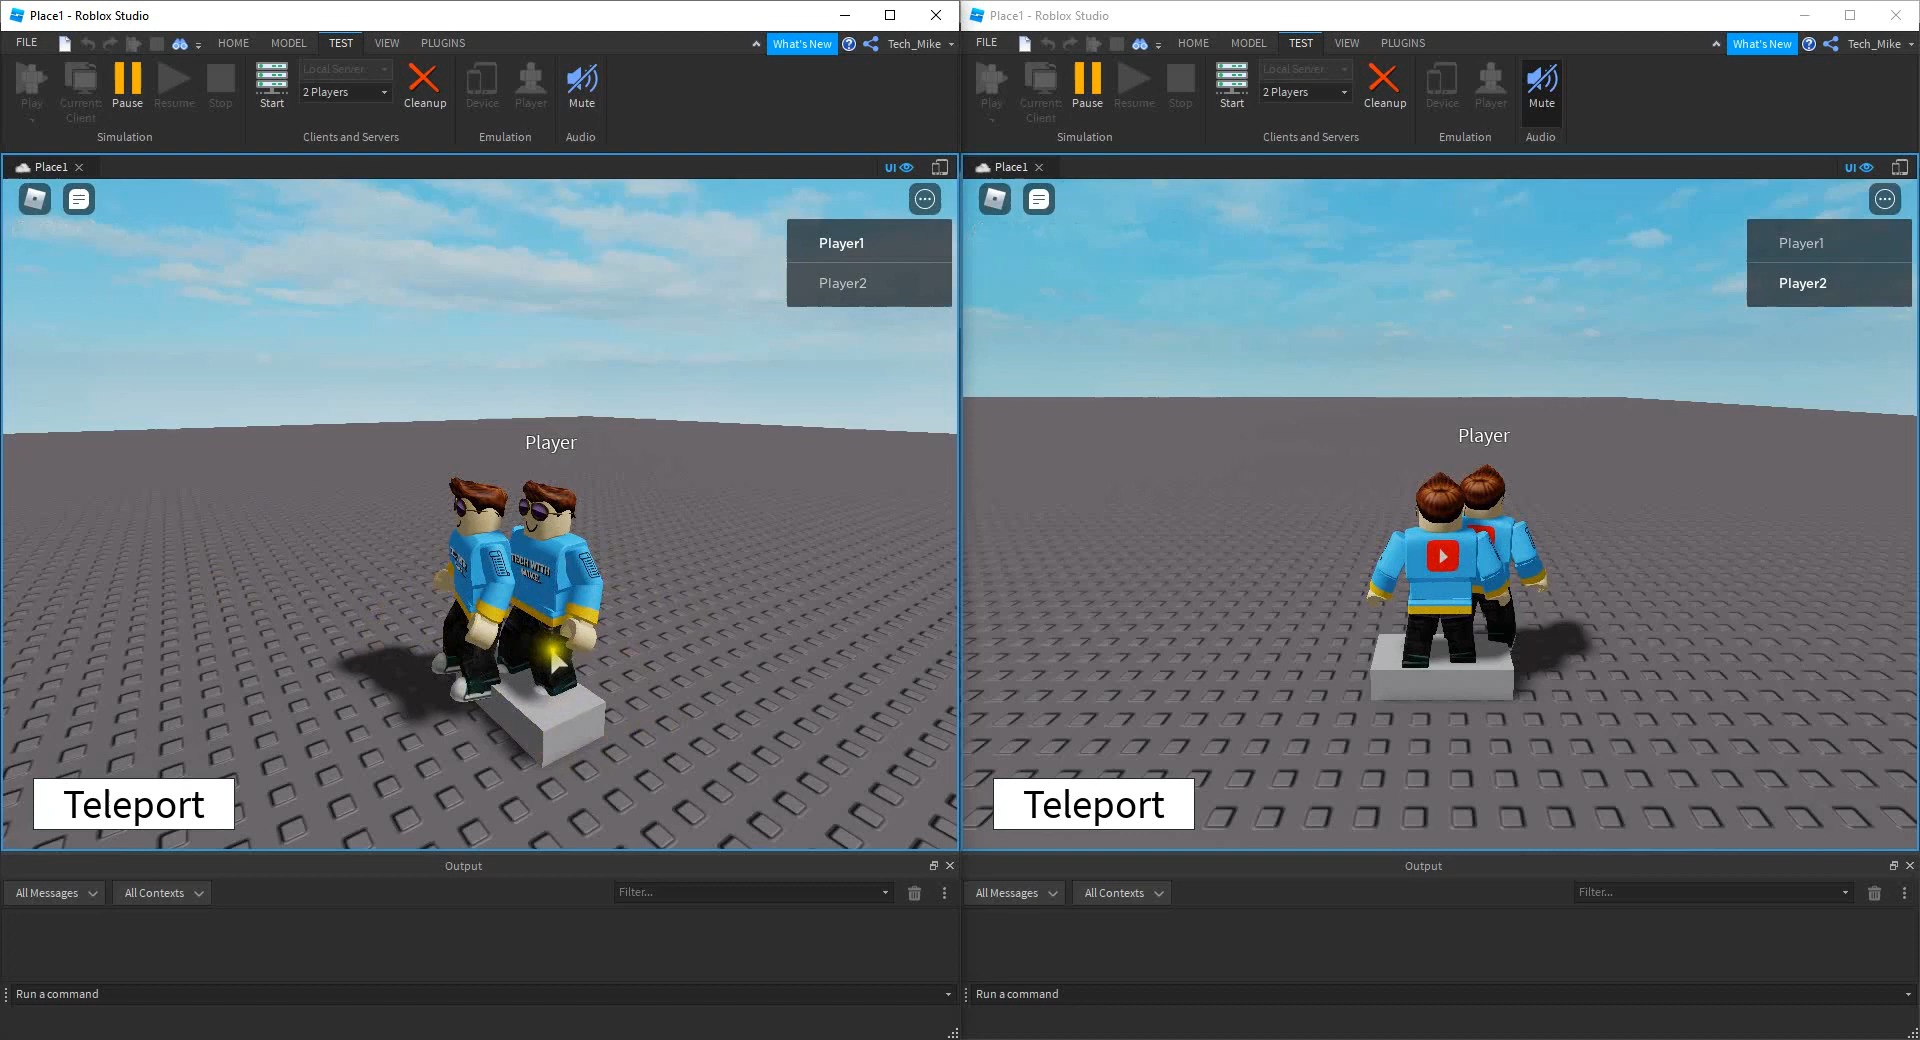 Place1 - Roblox Studio
FILE HOME MODEL TEST VIEW PLUGINS What's New Tech_Mike
Play Current: Client Pause Resume Stop Start Local Server 2 Players Cleanup Device Player Mute
Simulation Clients and Servers Emulation Audio
Place1 UI
Player1
Player2
Player
TECH WITH
MIKE
Teleport
Output
All Messages All Contexts Filter...
Run a command
Place1 - Roblox Studio
FILE HOME MODEL TEST VIEW PLUGINS What's New Tech_Mike
Play Current: Client Pause Resume Stop Start Local Server 2 Players Cleanup Device Player Mute
Simulation Clients and Servers Emulation Audio
Place1 UI
Player1
Player2
Player
Teleport
Output
All Messages All Contexts Filter...
Run a command